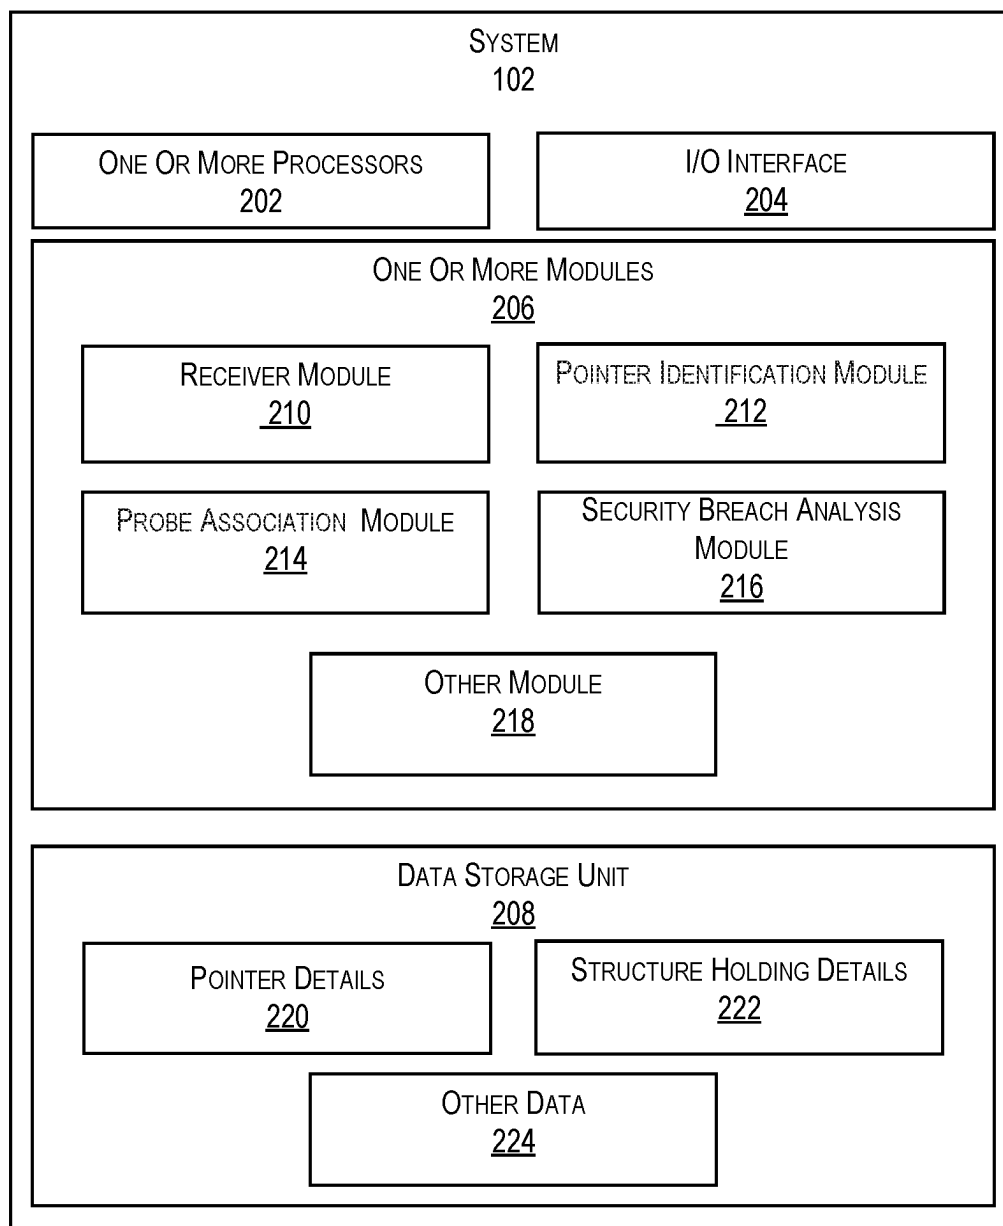 SYSTEM
102
ONE OR MORE PROCESSORS
202
I/O INTERFACE
204
ONE OR MORE MODULES
206
RECEIVER MODULE
210
POINTER IDENTIFICATION MODULE
212
PROBE ASSOCIATION MODULE
214
SECURITY BREACH ANALYSIS
MODULE
216
OTHER MODULE
218
DATA STORAGE UNIT
208
POINTER DETAILS
220
STRUCTURE HOLDING DETAILS
222
OTHER DATA
224